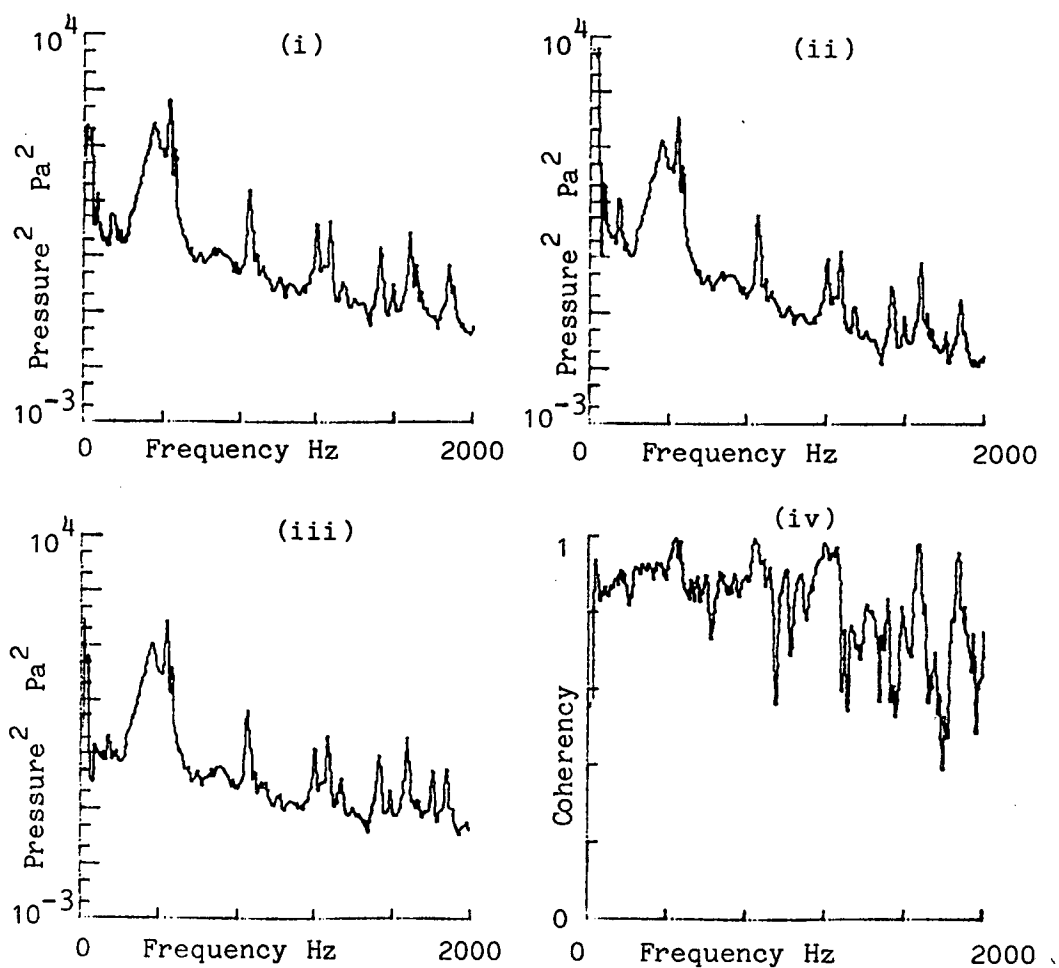 (i)
10^4
Pressure^2 Pa^2
10^-3
0 Frequency Hz 2000
(ii)
10^4
Pressure^2 Pa^2
10^-3
0 Frequency Hz 2000
(iii)
10^4
Pressure^2 Pa^2
10^-3
0 Frequency Hz 2000
(iv)
1
Coherency
0
0 Frequency Hz 2000